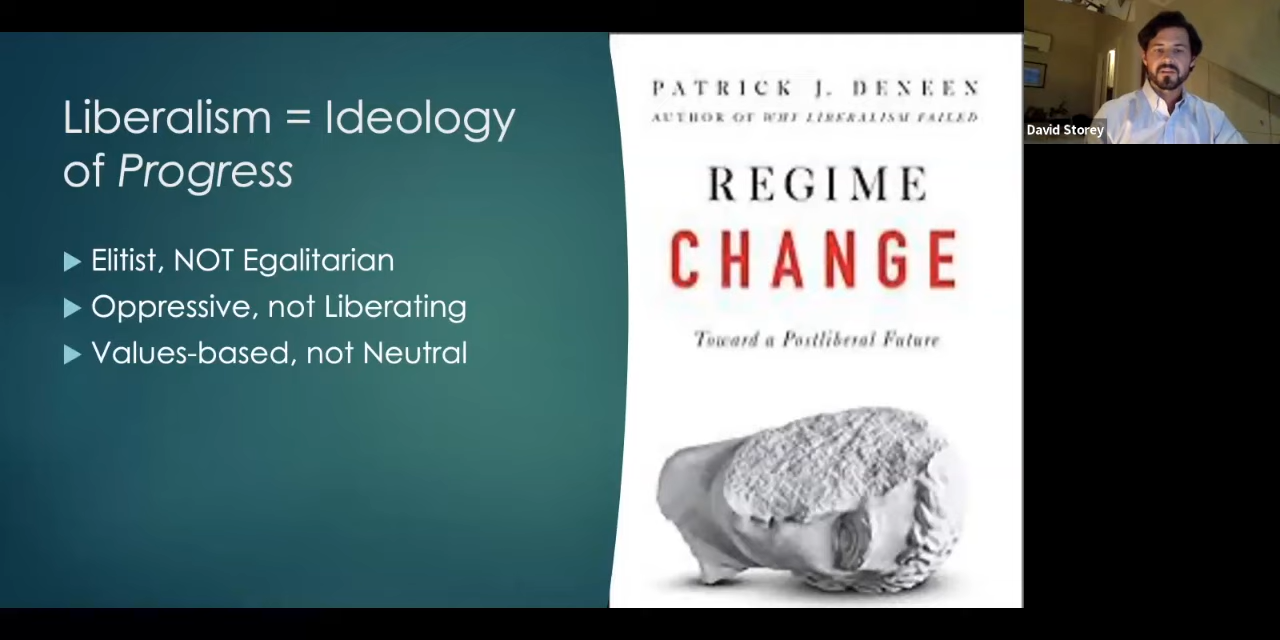 Liberalism = Ideology
of Progress
Elitist, NOT Egalitarian
Oppressive, not Liberating
Values-based, not Neutral
PATRICK J. DENEEN
AUTHOR OF WHY LIBERALISM FAILED
REGIME
CHANGE
Toward a Postliberal Future
David Storey